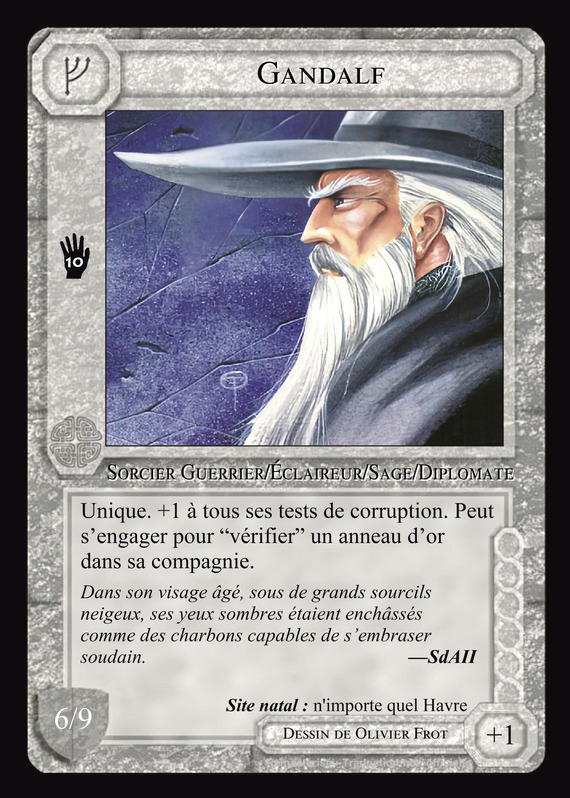 Gandalf
10
Sorcier Guerrier/Éclaireur/Sage/Diplomate
Unique. +1 à tous ses tests de corruption. Peut
s’engager pour “vérifier” un anneau d’or
dans sa compagnie.
Dans son visage âgé, sous de grands sourcils
neigeux, ses yeux sombres étaient enchâssés
comme des charbons capables de s’embraser
soudain. —SdAII
Site natal : n'importe quel Havre
6/9
Dessin de Olivier Frot
+1